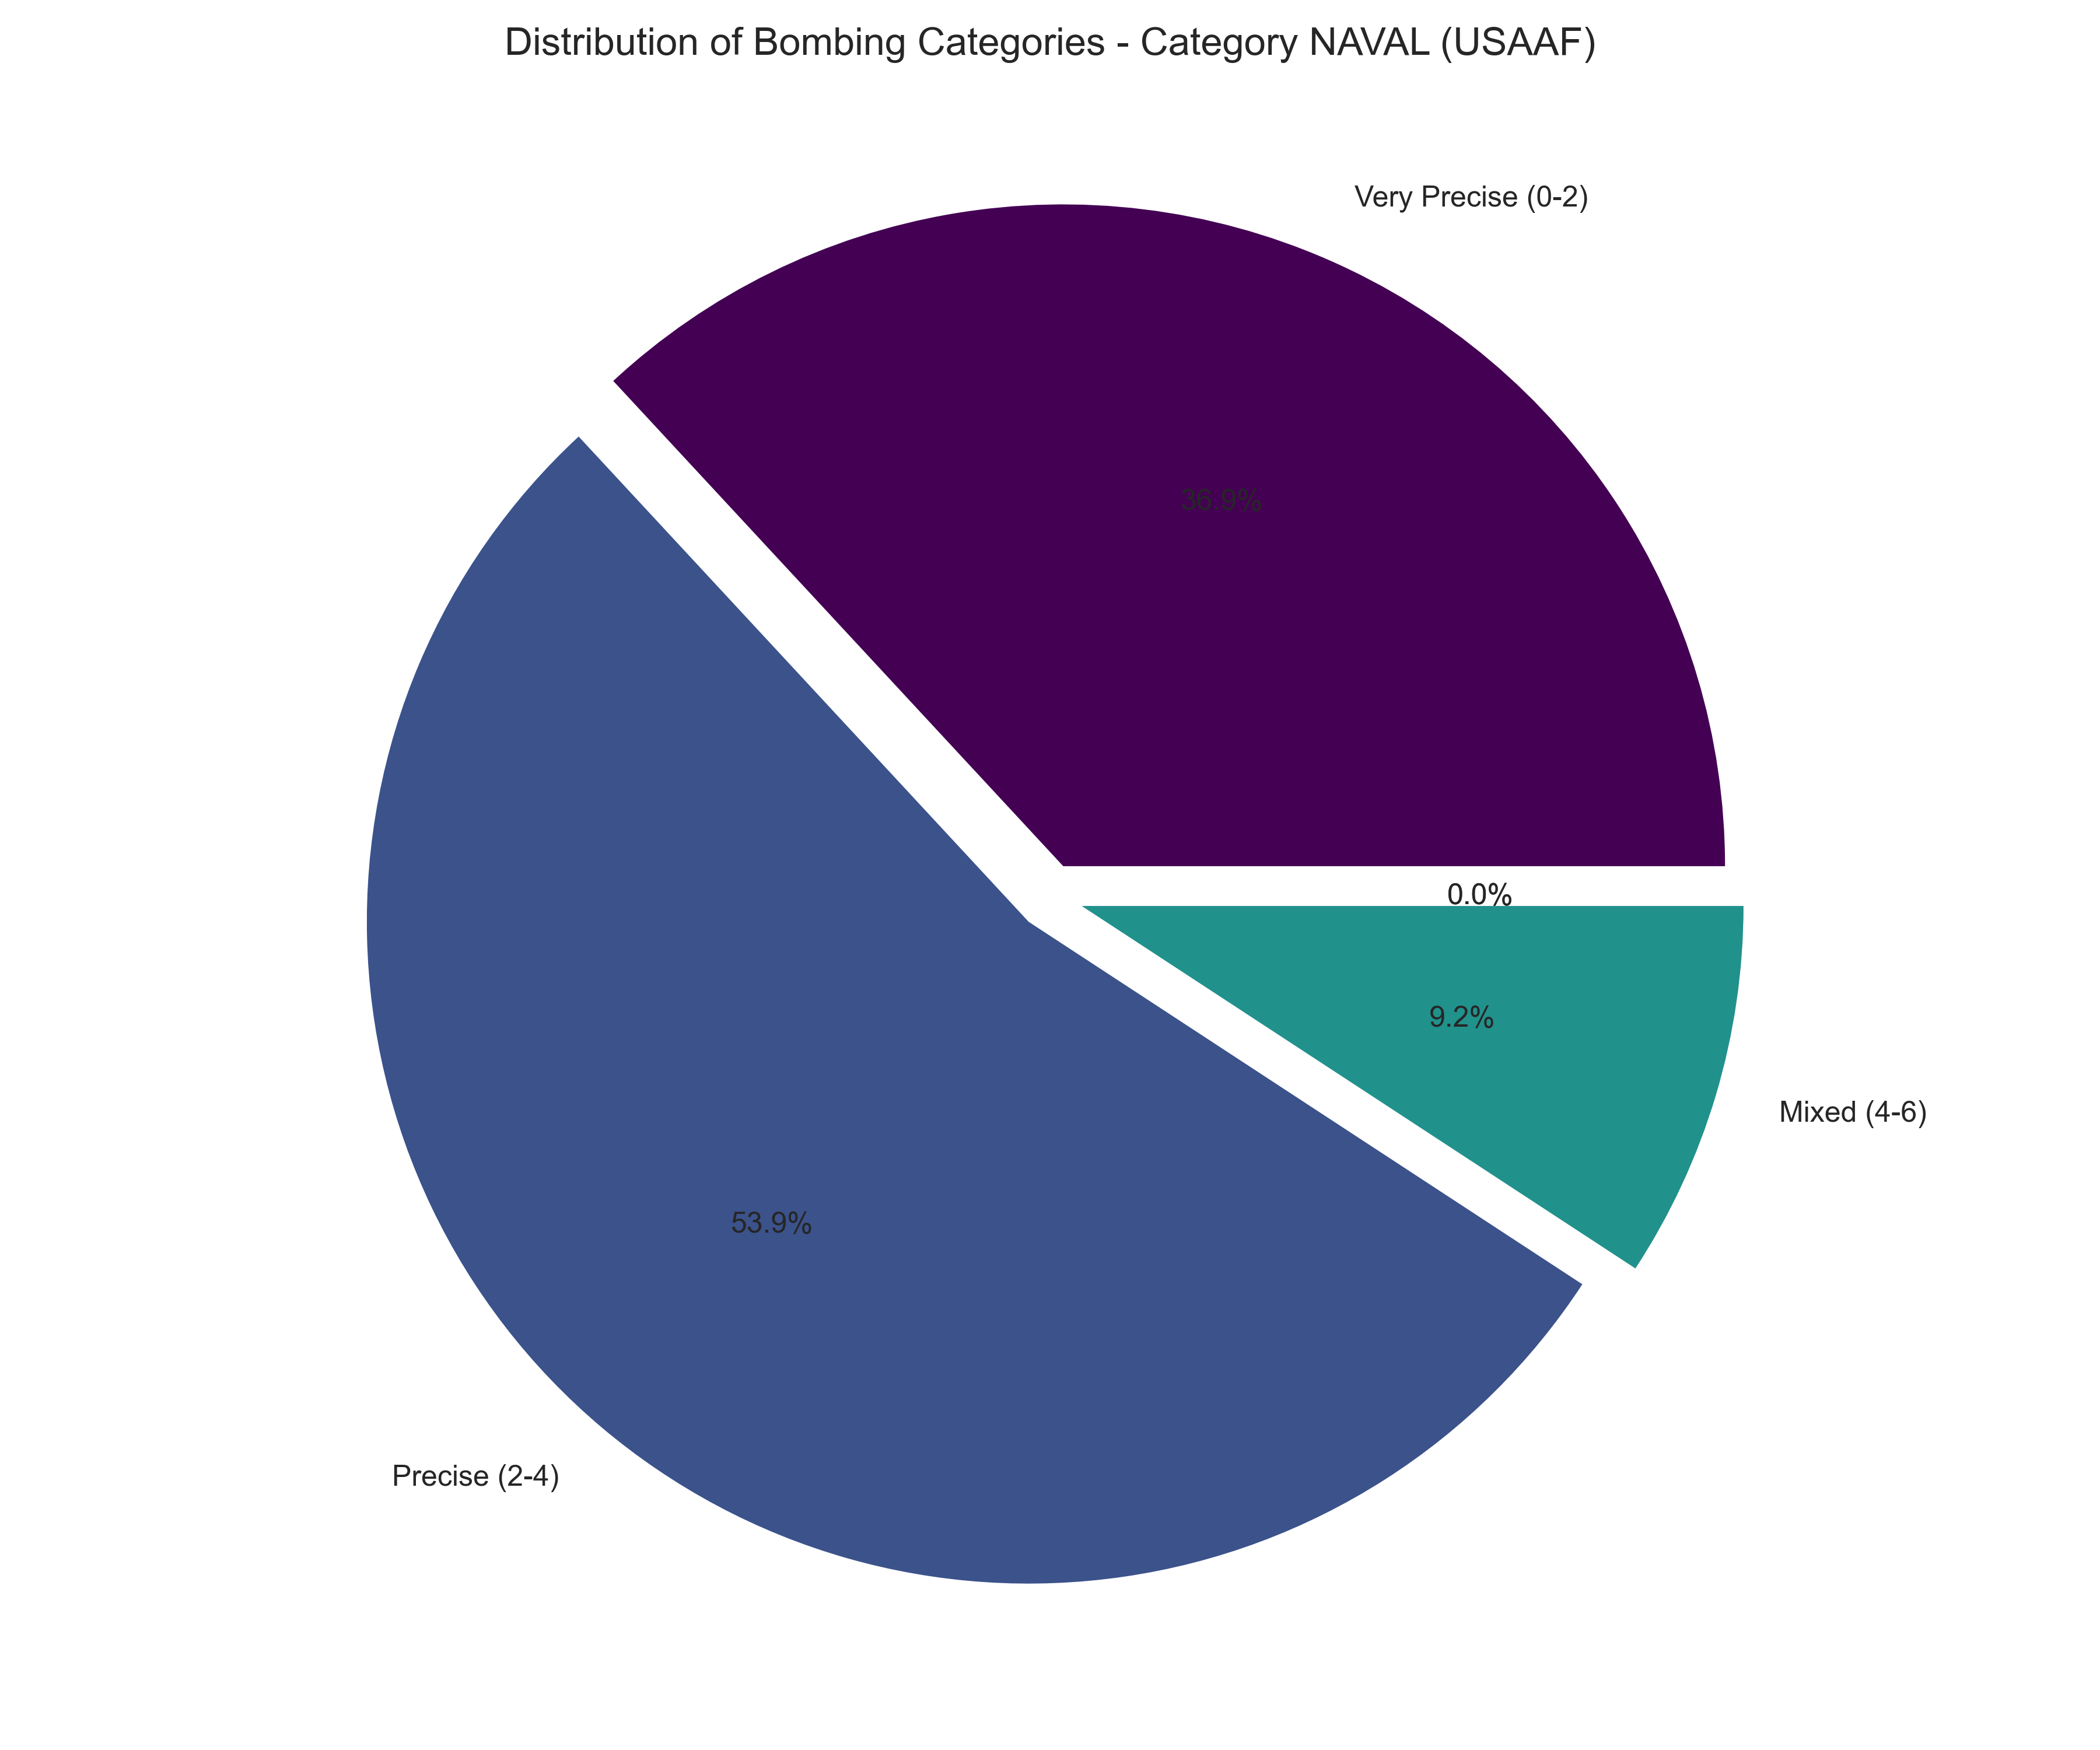 Distribution of Bombing Categories - Category NAVAL (USAAF)
Very Precise (0-2)
36.9%
0.0%
9.2%
Mixed (4-6)
53.9%
Precise (2-4)